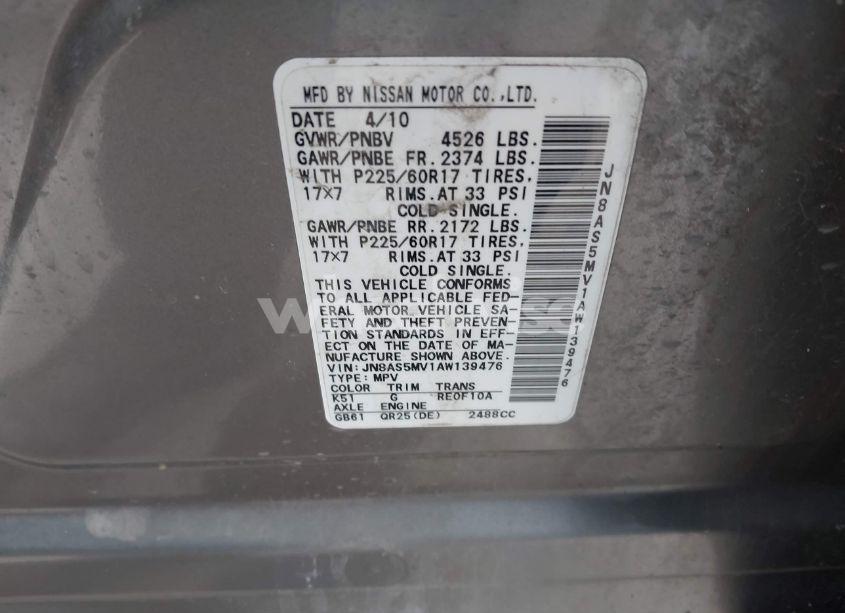 MFD BY NISSAN MOTOR CO.,LTD.
DATE 4/10
GVWR/PNBV 4526 LBS.
GAWR/PNBE FR. 2374 LBS.
WITH P225/60R17 TIRES,
17X7 RIMS. AT 33 PSI
COLD SINGLE.
GAWR/PNBE RR. 2172 LBS.
WITH P225/60R17 TIRES,
17X7 RIMS. AT 33 PSI
COLD SINGLE.
THIS VEHICLE CONFORMS
TO ALL APPLICABLE FED-
ERAL MOTOR VEHICLE SA-
FETY AND THEFT PREVEN-
TION STANDARDS IN EFF-
ECT ON THE DATE OF MA-
NUFACTURE SHOWN ABOVE.
VIN:JN8AS5MV1AW139476
TYPE:MPV
COLOR TRIM TRANS
K51 G RE0F10A
AXLE ENGINE
GB61 QR25(DE) 2488CC
JN8AS5MV1AW139476